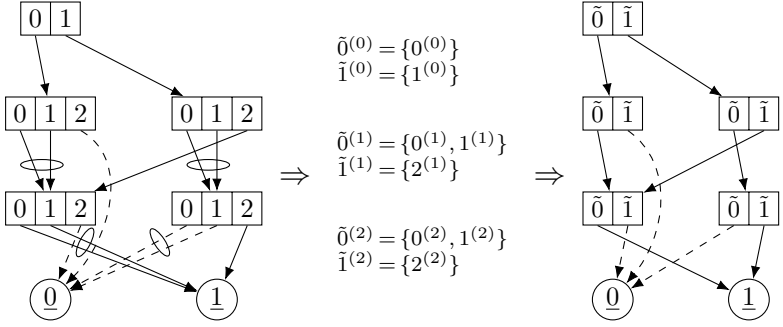 0 1
0 1 2
0 1 2
0 1 2
0 1 2
0
1
0̃⁽⁰⁾ = {0⁽⁰⁾}
1̃⁽⁰⁾ = {1⁽⁰⁾}
0̃⁽¹⁾ = {0⁽¹⁾, 1⁽¹⁾}
1̃⁽¹⁾ = {2⁽¹⁾}
0̃⁽²⁾ = {0⁽²⁾, 1⁽²⁾}
1̃⁽²⁾ = {2⁽²⁾}
⇒
⇒
0̃ 1̃
0̃ 1̃
0̃ 1̃
0̃ 1̃
0̃ 1̃
0
1